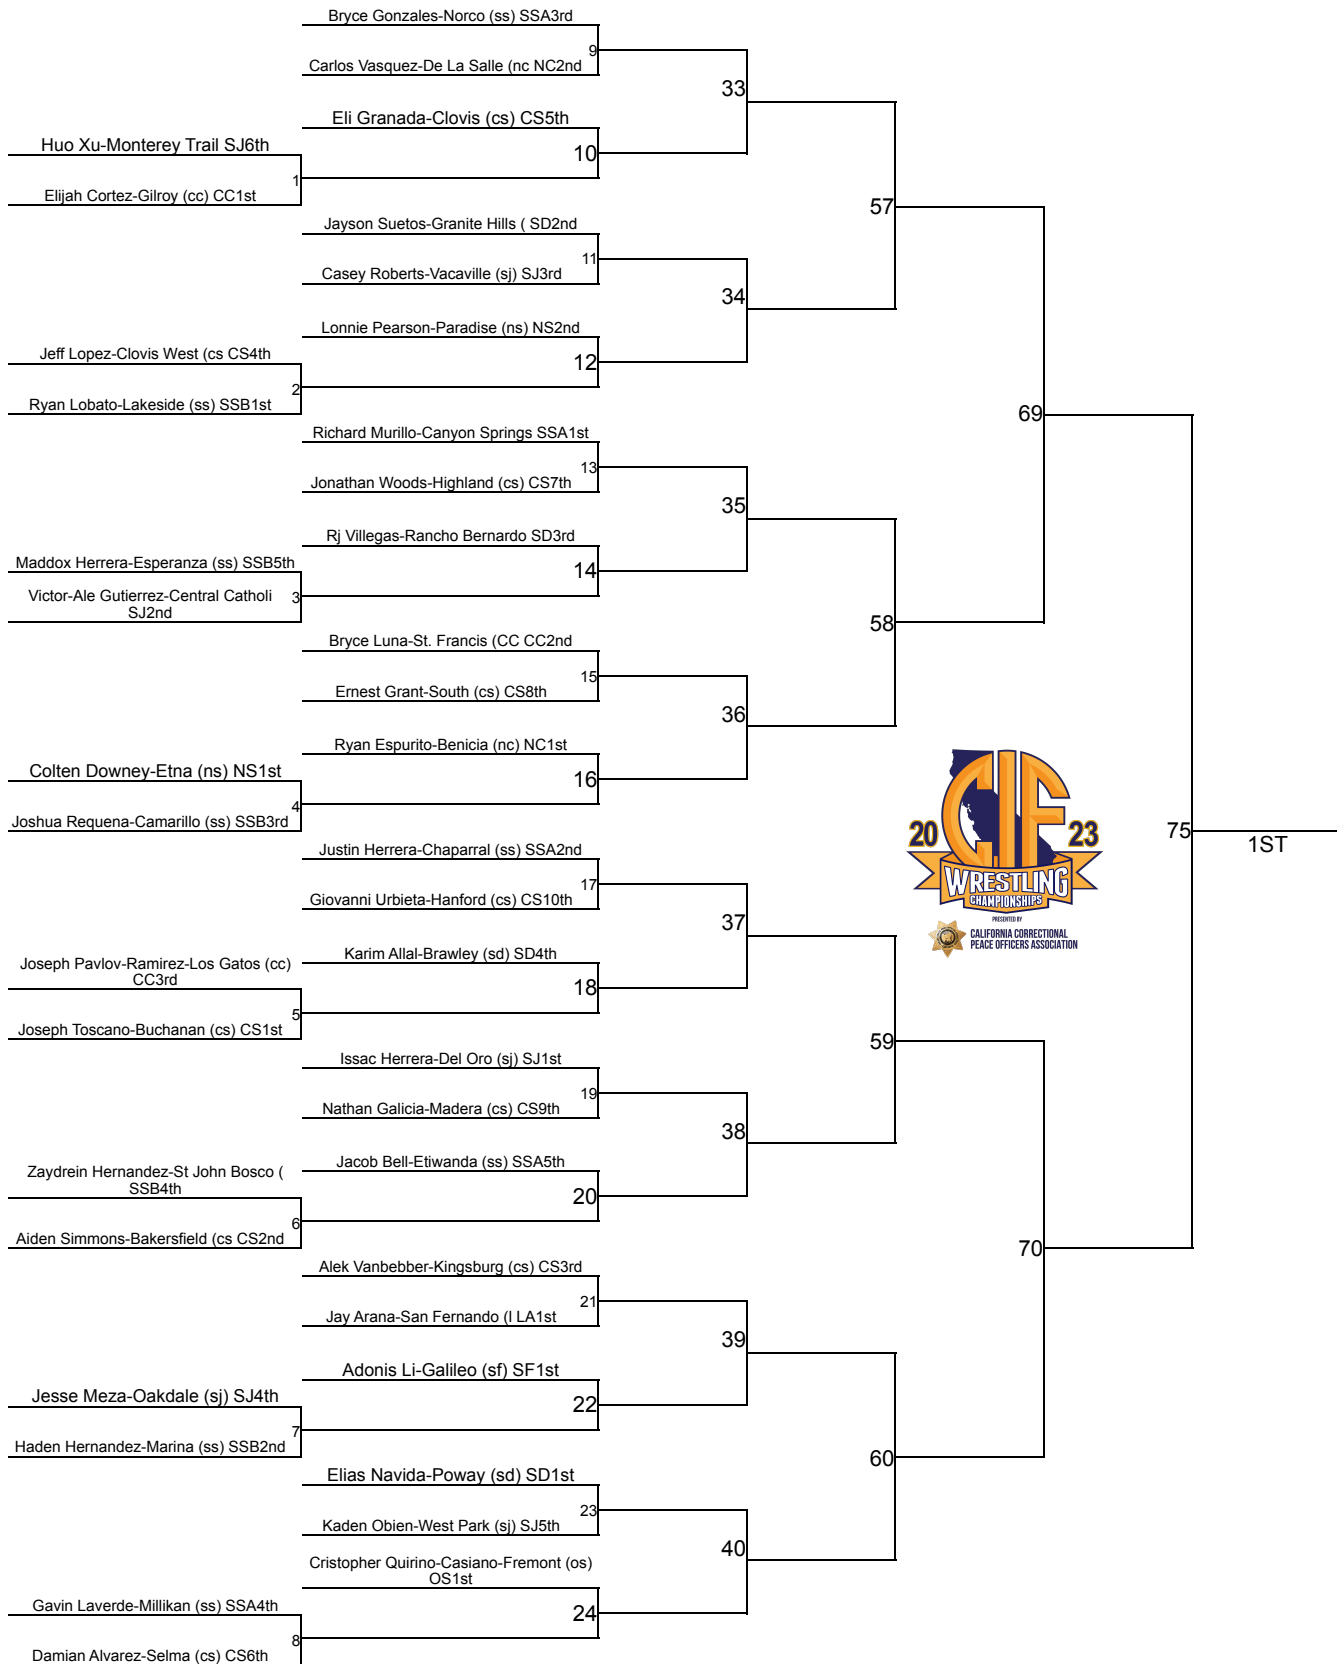 Bryce Gonzales-Norco (ss) SSA3rd
9
Carlos Vasquez-De La Salle (nc NC2nd
33
Eli Granada-Clovis (cs) CS5th
Huo Xu-Monterey Trail SJ6th
10
1
Elijah Cortez-Gilroy (cc) CC1st
57
Jayson Suetos-Granite Hills ( SD2nd
11
Casey Roberts-Vacaville (sj) SJ3rd
34
Lonnie Pearson-Paradise (ns) NS2nd
Jeff Lopez-Clovis West (cs CS4th
12
2
Ryan Lobato-Lakeside (ss) SSB1st
69
Richard Murillo-Canyon Springs SSA1st
13
Jonathan Woods-Highland (cs) CS7th
35
Rj Villegas-Rancho Bernardo SD3rd
Maddox Herrera-Esperanza (ss) SSB5th
14
Victor-Ale Gutierrez-Central Catholi
SJ2nd
3
58
Bryce Luna-St. Francis (CC CC2nd
15
Ernest Grant-South (cs) CS8th
36
Ryan Espurito-Benicia (nc) NC1st
Colten Downey-Etna (ns) NS1st
16
4
Joshua Requena-Camarillo (ss) SSB3rd
20 CIF 23
WRESTLING
CHAMPIONSHIPS
PRESENTED BY
CALIFORNIA CORRECTIONAL
PEACE OFFICERS ASSOCIATION
75
1ST
Justin Herrera-Chaparral (ss) SSA2nd
17
Giovanni Urbieta-Hanford (cs) CS10th
37
Karim Allal-Brawley (sd) SD4th
Joseph Pavlov-Ramirez-Los Gatos (cc)
CC3rd
18
5
Joseph Toscano-Buchanan (cs) CS1st
59
Issac Herrera-Del Oro (sj) SJ1st
19
Nathan Galicia-Madera (cs) CS9th
38
Jacob Bell-Etiwanda (ss) SSA5th
Zaydrein Hernandez-St John Bosco (
SSB4th
20
6
Aiden Simmons-Bakersfield (cs CS2nd
70
Alek Vanbebber-Kingsburg (cs) CS3rd
21
Jay Arana-San Fernando (l LA1st
39
Adonis Li-Galileo (sf) SF1st
Jesse Meza-Oakdale (sj) SJ4th
22
7
Haden Hernandez-Marina (ss) SSB2nd
60
Elias Navida-Poway (sd) SD1st
23
Kaden Obien-West Park (sj) SJ5th
40
Cristopher Quirino-Casiano-Fremont (os)
OS1st
Gavin Laverde-Millikan (ss) SSA4th
24
8
Damian Alvarez-Selma (cs) CS6th